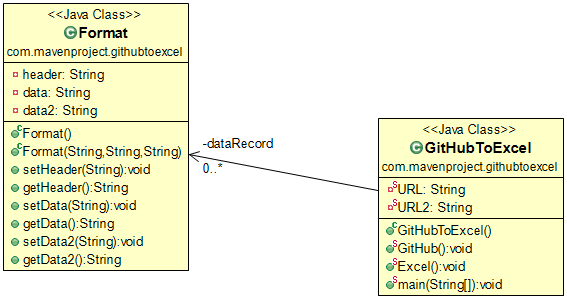 <<Java Class>>
Format
com.mavenproject.githubtoexcel
header: String
data: String
data2: String
Format()
Format(String,String,String)
setHeader(String):void
getHeader():String
setData(String):void
getData():String
setData2(String):void
getData2():String
-dataRecord
0..*
<<Java Class>>
GitHubToExcel
com.mavenproject.githubtoexcel
URL: String
URL2: String
GitHubToExcel()
GitHub():void
Excel():void
main(String[]):void